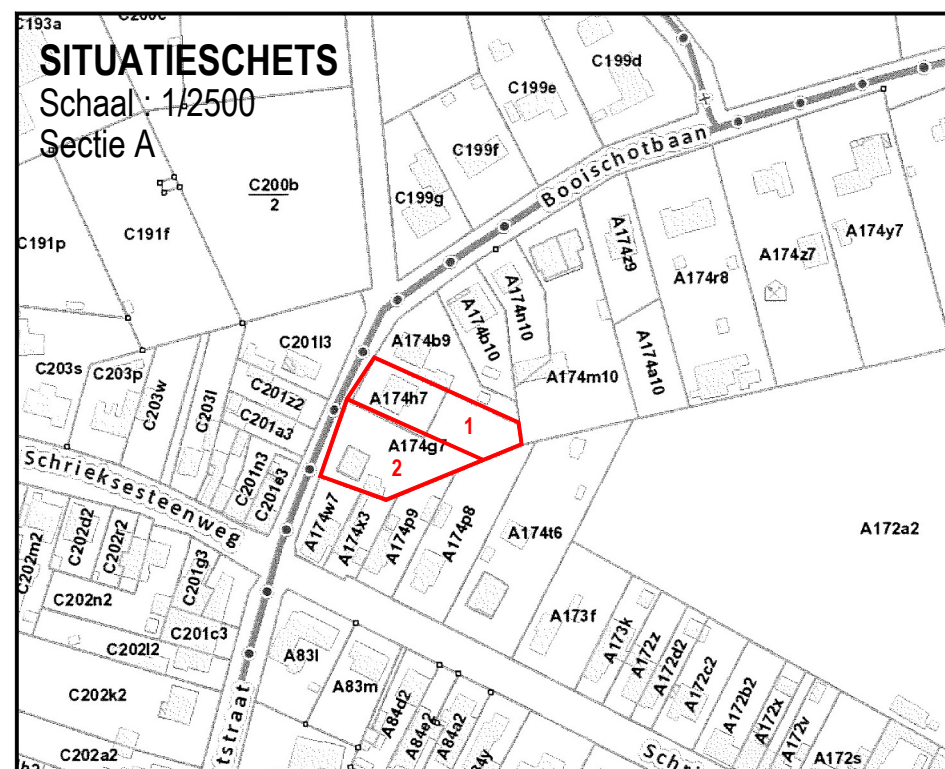 C193a
C200c
SITUATIESCHETS
Schaal : 1/2500
Sectie A
C199d
C199e
C199f
C199g
C200b
2
C191p
C191f
Booischotbaan
A174z9
A174y7
A174z7
A174r8
A174n10
A174b10
A174b9
A174m10
A174a10
C201l3
C203s
C203p
C203w
C203l
C201z2
C201a3
A174h7
1
A174g7
2
C201n3
C201e3
Schrieksesteenweg
A174w7
A174x3
A174p9
A174p8
A174t6
A172a2
C202m2
C202d2
C202r2
C201g3
C202n2
C201c3
C202l2
A173f
A173k
A172z
A172d2
A172c2
A172b2
A172x
A172v
A172s
A83l
A83m
A84d2
A84e2
A84a2
C202k2
C202a2
tstraat
Schri